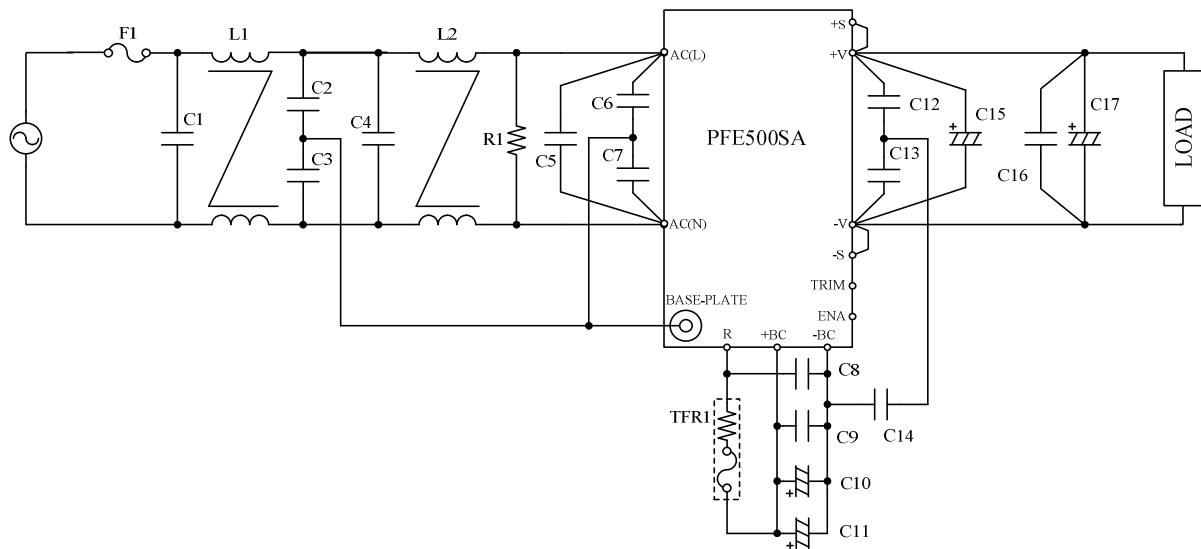 F1
L1
L2
C1
C2
C3
C4
R1
C5
C6
C7
AC(L)
AC(N)
PFE500SA
BASE-PLATE
R
+BC
-BC
+S
+V
-V
-S
TRIM
ENA
C12
C13
C15
C16
C17
LOAD
C8
C9
C10
C11
C14
TFR1
+
+
+
+